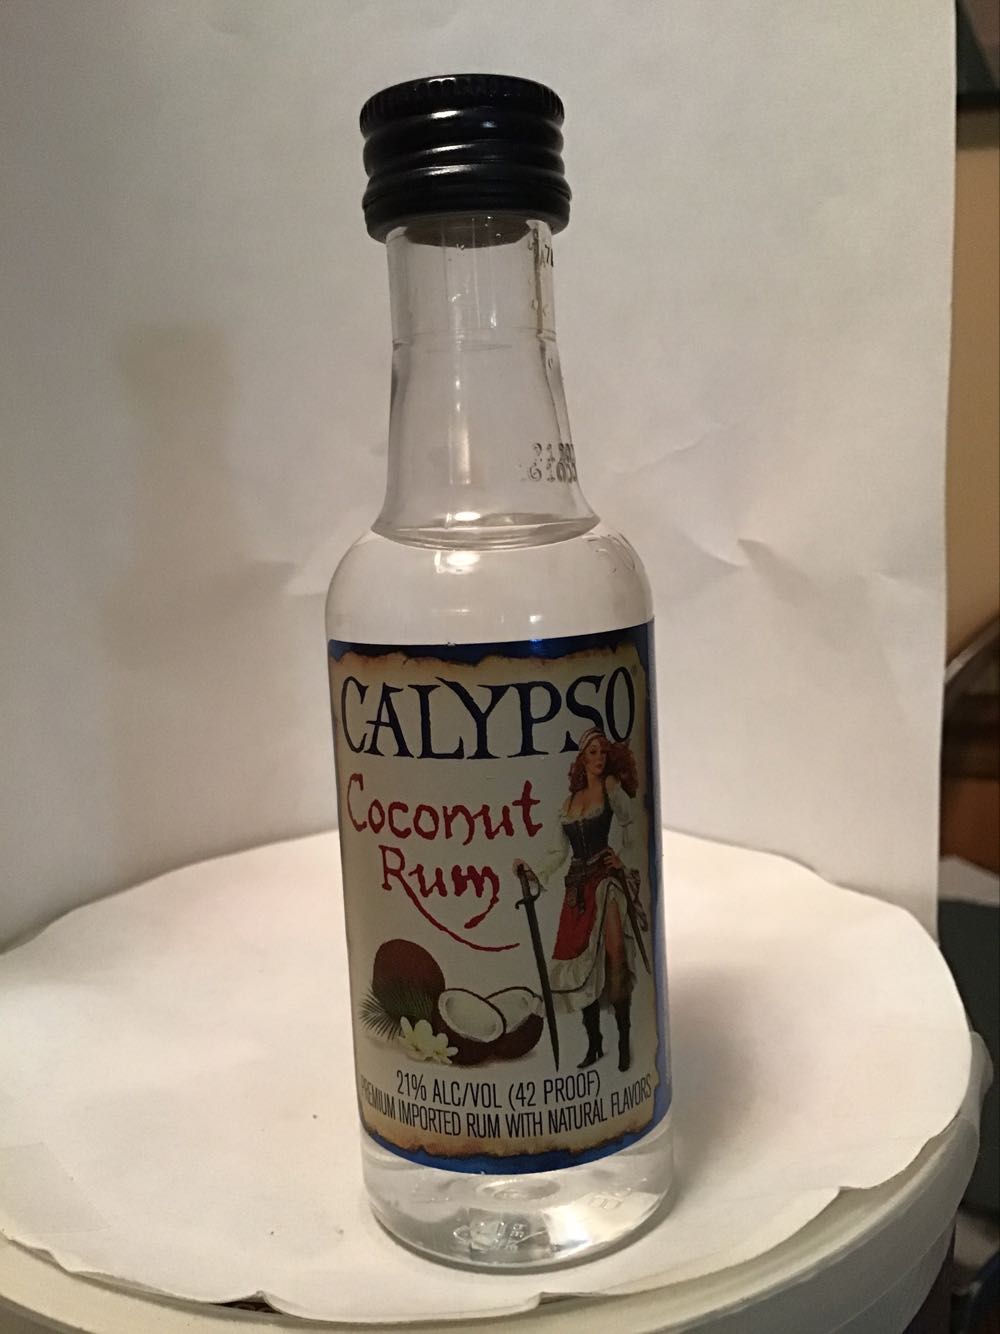 CALYPSO
Coconut
Rum
21% ALC/VOL (42 PROOF)
PREMIUM IMPORTED RUM WITH NATURAL FLAVORS